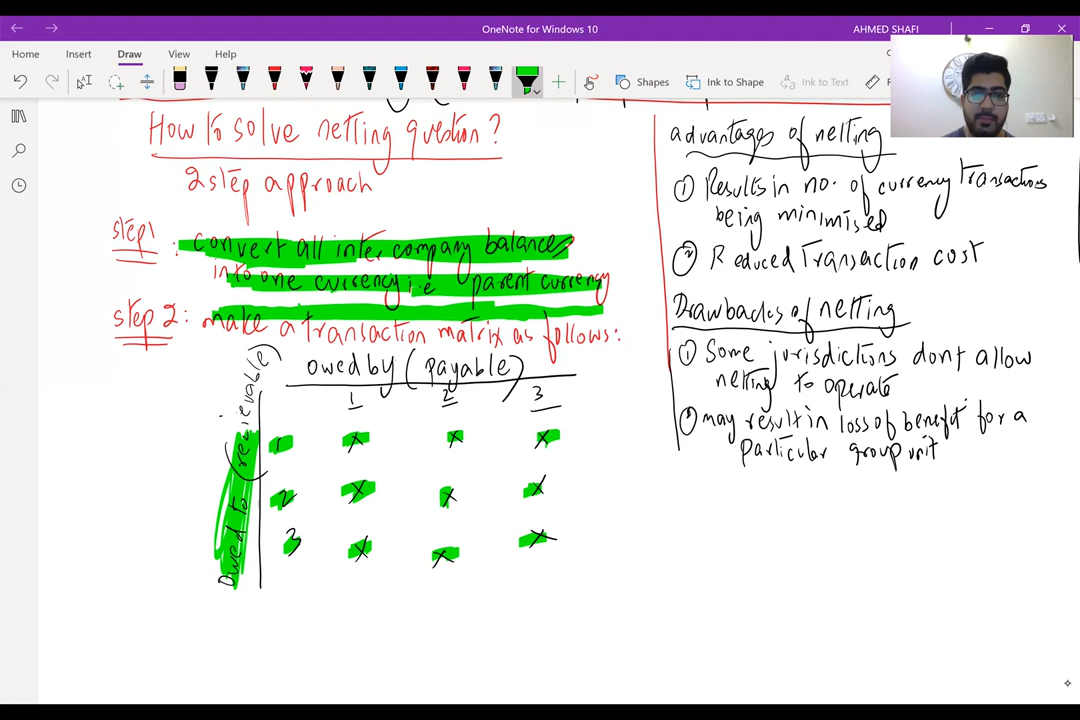 OneNote for Windows 10
AHMED SHAFI
Home
Insert
Draw
View
Help
Shapes
Ink to Shape
Ink to Text
How to solve netting question?
2 step approach
step 1 : convert all inter company balances
into one currency i.e parent currency
step 2: make a transaction matrix as follows:
owed by (payable)
1 2 3
owed to (recievable)
1 x x x
2 x x x
3 x x x
advantages of netting
① Results in no. of currency transactions
being minimised
② Reduced transaction cost
Drawbacks of netting
① Some jurisdictions dont allow
netting to operate
② may result in loss of benefit for a
particular group unit